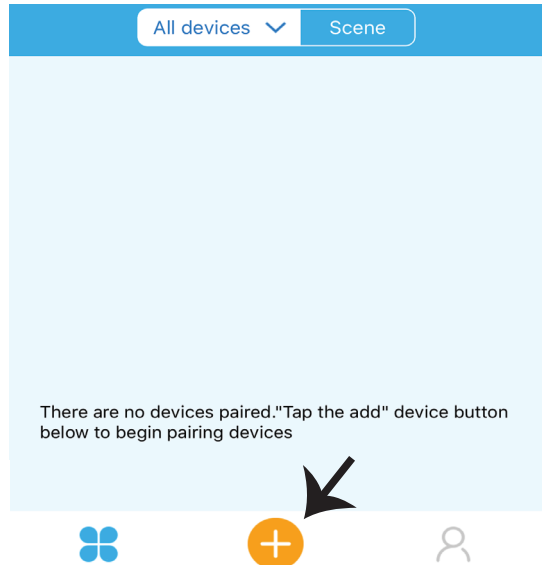 All devices
Scene
There are no devices paired."Tap the add" device button
below to begin pairing devices